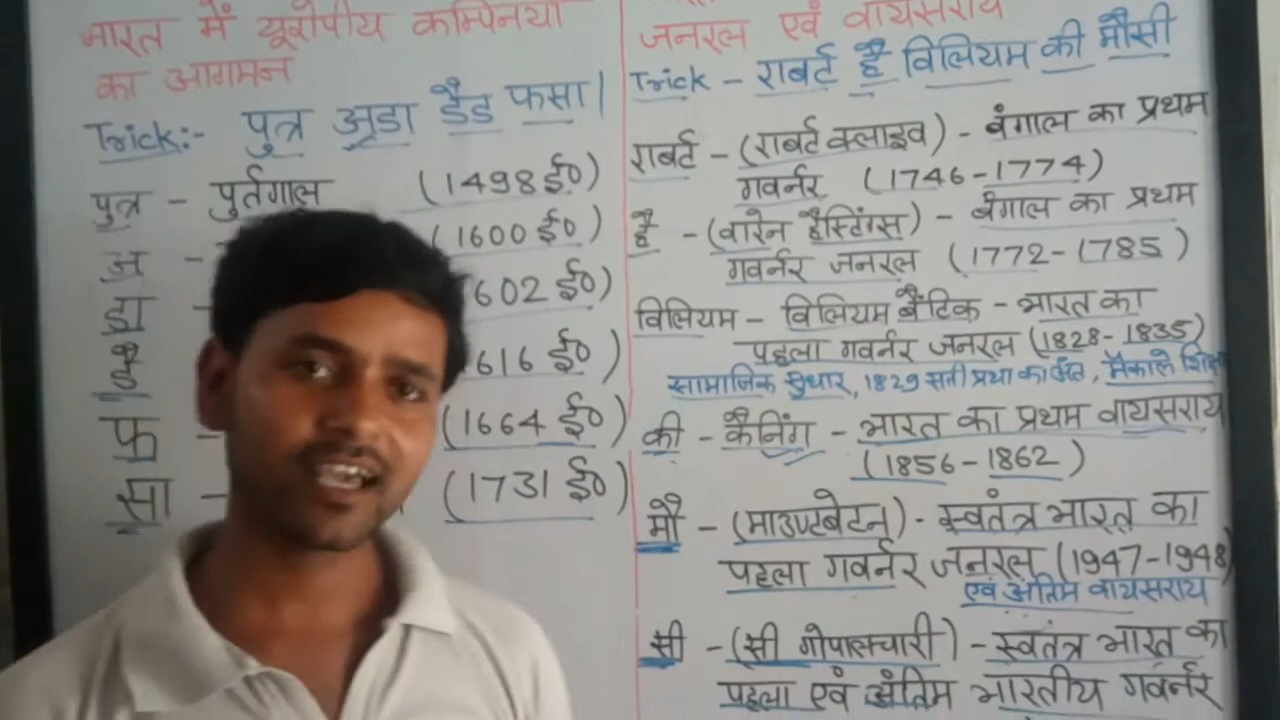 भारत में यूरोपीय कम्पनियों
का आगमन
Trick:- पुत्र अडा डैड फसा।
पुत्र - पुर्तगाल (1498 ई०)
अ - (1600 ई०)
डा - 602 ई०)
डै 616 ई०)
फ - (1664 ई०)
सा - (1731 ई०)
जनरल एवं वायसराय
Trick - राबर्ट है विलियम की मौसी
राबर्ट - (राबर्ट क्लाइव) - बंगाल का प्रथम
गवर्नर (1746-1774)
है - (वारेन हैस्टिंग्स) - बंगाल का प्रथम
गवर्नर जनरल (1772-1785)
विलियम - विलियम बैंटिक - भारत का
पहला गवर्नर जनरल (1828-1835)
सामाजिक सुधार, 1829 सती प्रथा का अंत, मैकाले
की - कैनिंग - भारत का प्रथम वायसराय
(1856-1862)
मौ - (माउण्टबेटन) - स्वतंत्र भारत का
पहला गवर्नर जनरल (1947-1948)
एवं अंतिम वायसराय
सी - (सी गोपालचारी) - स्वतंत्र भारत का
पहला एवं अंतिम भारतीय गवर्नर